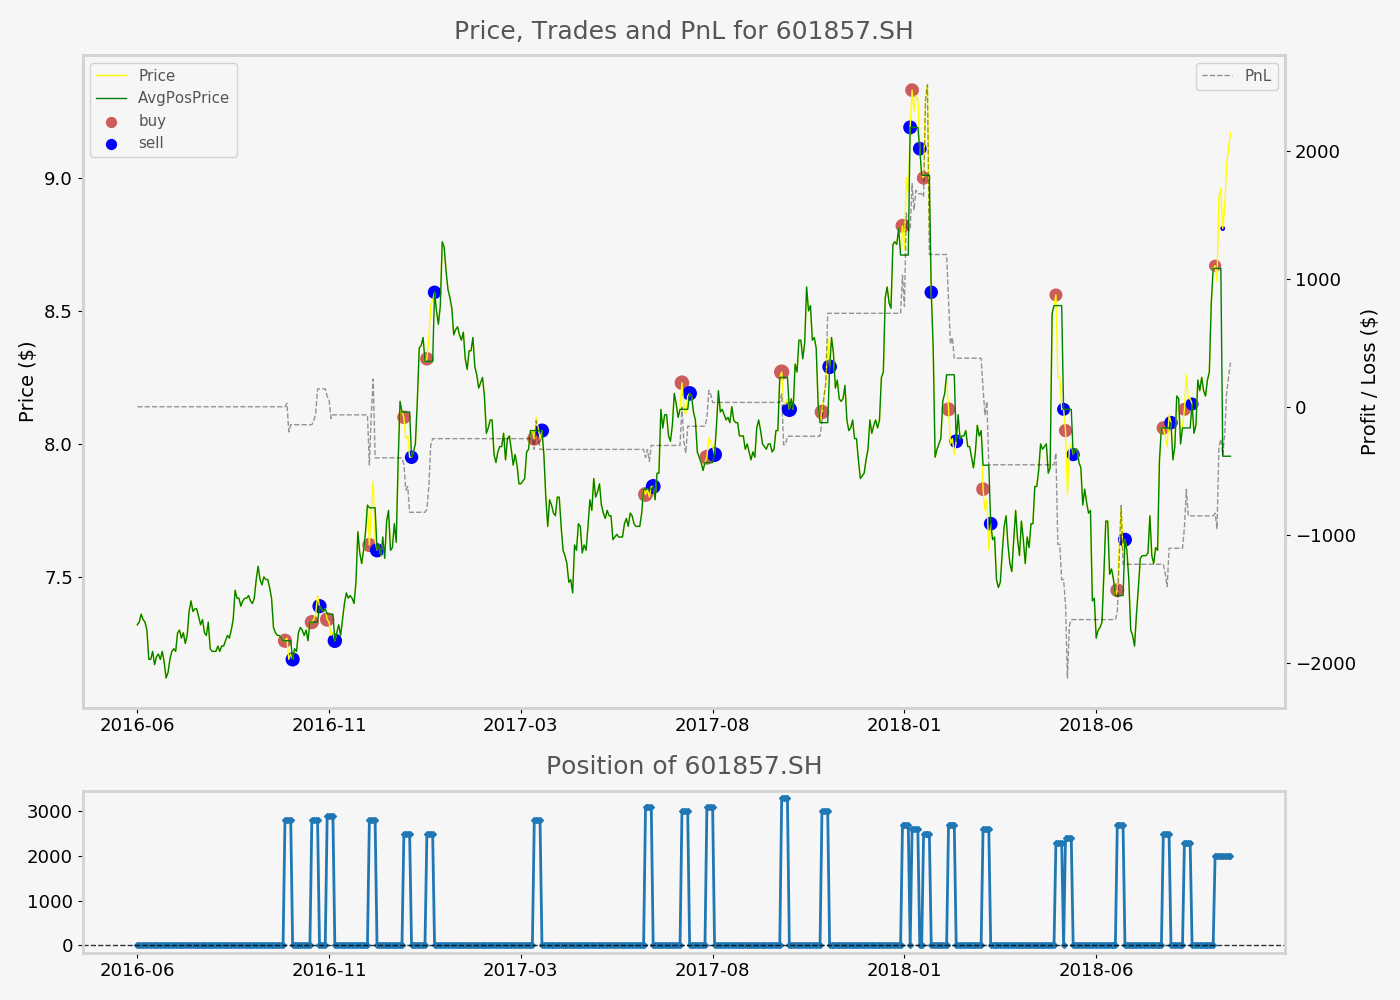 Price, Trades and PnL for 601857.SH
Price
AvgPosPrice
buy
sell
PnL
9.0
8.5
8.0
7.5
Price ($)
2000
1000
0
−1000
−2000
Profit / Loss ($)
2016-06 2016-11 2017-03 2017-08 2018-01 2018-06
Position of 601857.SH
3000
2000
1000
0
2016-06 2016-11 2017-03 2017-08 2018-01 2018-06